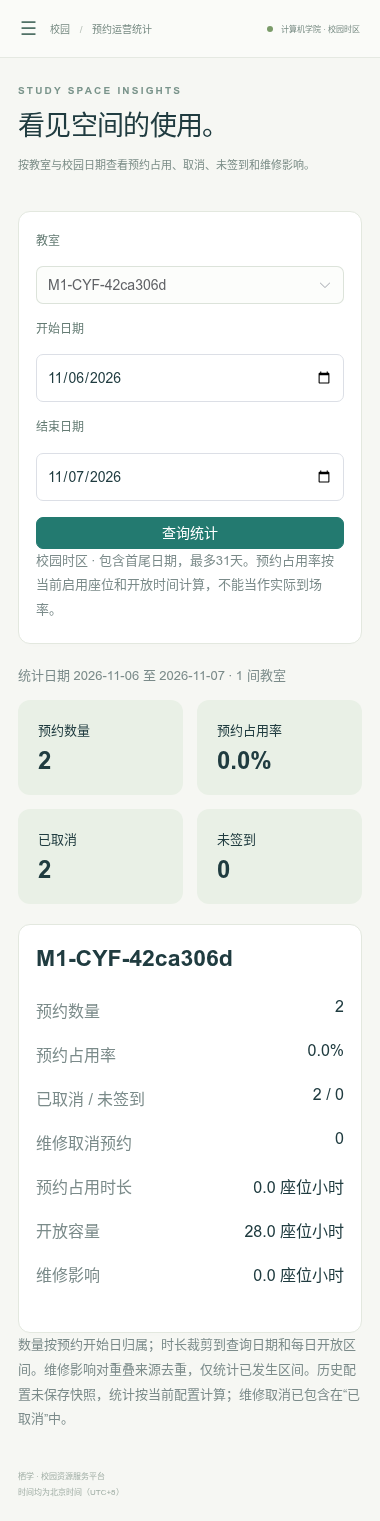 校园 / 预约运营统计
计算机学院 · 校园时区
STUDY SPACE INSIGHTS
看见空间的使用。
按教室与校园日期查看预约占用、取消、未签到和维修影响。
教室
M1-CYF-42ca306d
开始日期
11/06/2026
结束日期
11/07/2026
查询统计
校园时区 · 包含首尾日期，最多31天。预约占用率按
当前启用座位和开放时间计算，不能当作实际到场
率。
统计日期 2026-11-06 至 2026-11-07 · 1 间教室
预约数量
2
预约占用率
0.0%
已取消
2
未签到
0
M1-CYF-42ca306d
预约数量 2
预约占用率 0.0%
已取消 / 未签到 2 / 0
维修取消预约 0
预约占用时长 0.0 座位小时
开放容量 28.0 座位小时
维修影响 0.0 座位小时
数量按预约开始日归属；时长裁剪到查询日期和每日开放区
间。维修影响对重叠来源去重，仅统计已发生区间。历史配
置未保存快照，统计按当前配置计算；维修取消已包含在“已
取消”中。
栖学 · 校园资源服务平台
时间均为北京时间（UTC+8）